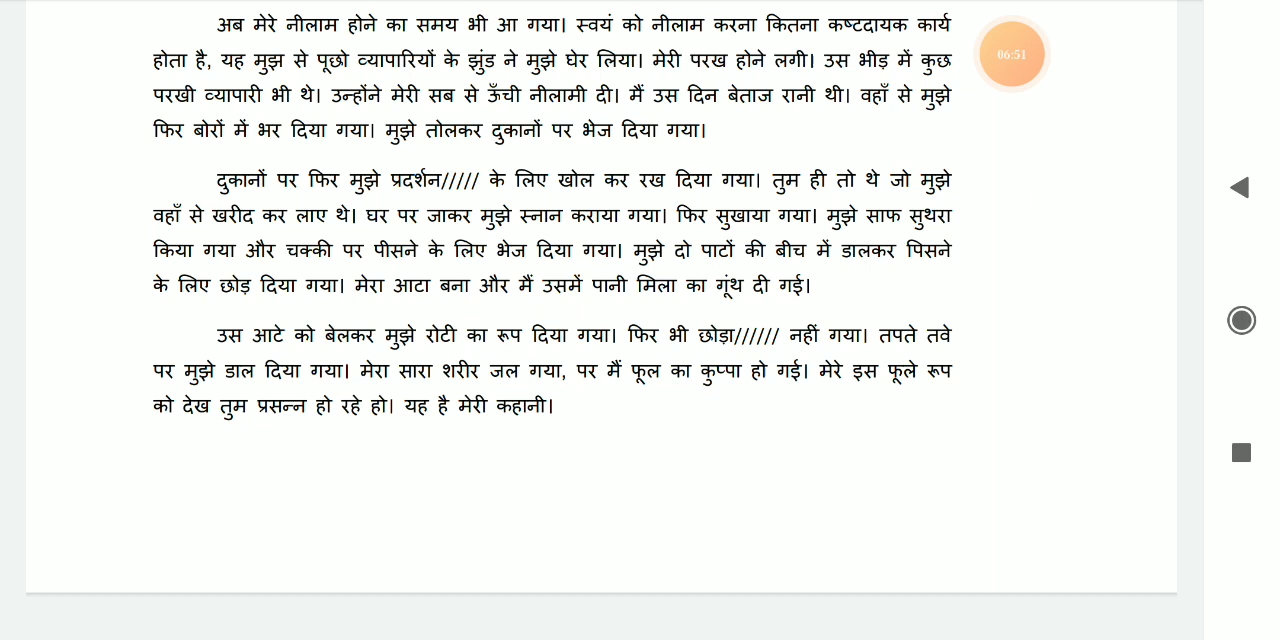 अब मेरे नीलाम होने का समय भी आ गया। स्वयं को नीलाम करना कितना कष्टदायक कार्य
होता है, यह मुझ से पूछो व्यापारियों के झुंड ने मुझे घेर लिया। मेरी परख होने लगी। उस भीड़ में कुछ
परखी व्यापारी भी थे। उन्होंने मेरी सब से ऊँची नीलामी दी। मैं उस दिन बेताज रानी थी। वहाँ से मुझे
फिर बोरों में भर दिया गया। मुझे तोलकर दुकानों पर भेज दिया गया।
दुकानों पर फिर मुझे प्रदर्शन///// के लिए खोल कर रख दिया गया। तुम ही तो थे जो मुझे
वहाँ से खरीद कर लाए थे। घर पर जाकर मुझे स्नान कराया गया। फिर सुखाया गया। मुझे साफ सुथरा
किया गया और चक्की पर पीसने के लिए भेज दिया गया। मुझे दो पाटों की बीच में डालकर पिसने
के लिए छोड़ दिया गया। मेरा आटा बना और मैं उसमें पानी मिला का गूंथ दी गई।
उस आटे को बेलकर मुझे रोटी का रूप दिया गया। फिर भी छोड़ा////// नहीं गया। तपते तवे
पर मुझे डाल दिया गया। मेरा सारा शरीर जल गया, पर मैं फूल का कुप्पा हो गई। मेरे इस फूले रूप
को देख तुम प्रसन्न हो रहे हो। यह है मेरी कहानी।
06:51